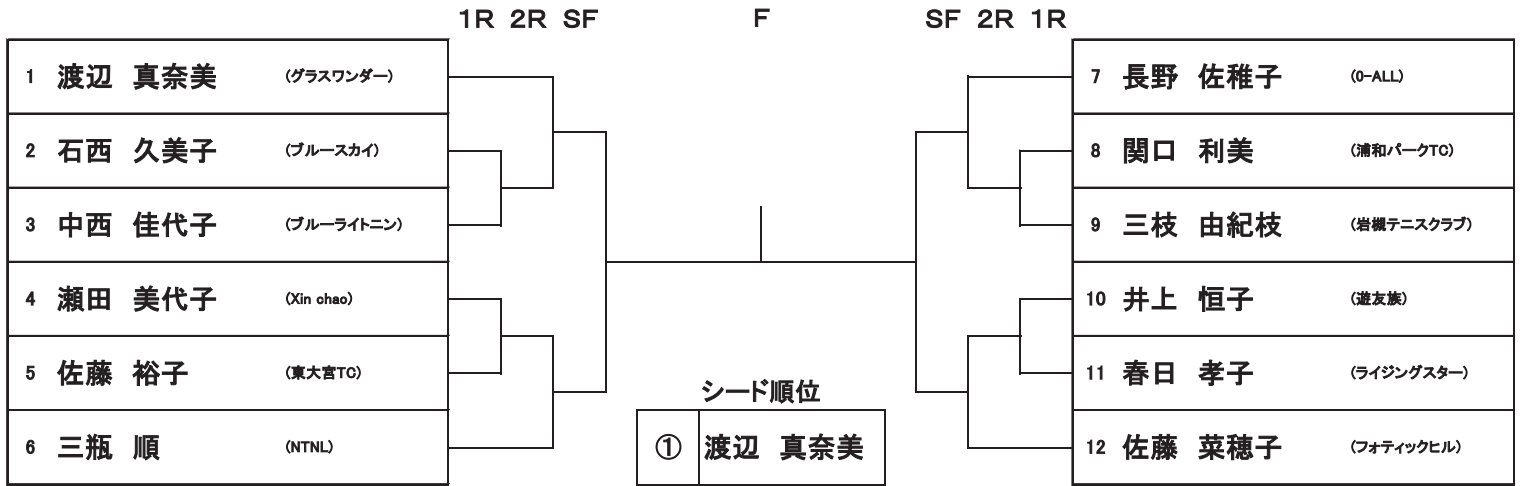 1R 2R SF F SF 2R 1R
1 渡辺 真奈美 (グラスワンダー)
2 石西 久美子 (ブルースカイ)
3 中西 佳代子 (ブルーライトニン)
4 瀬田 美代子 (Xin chao)
5 佐藤 裕子 (東大宮TC)
6 三瓶 順 (NTNL)
シード順位
① 渡辺 真奈美
7 長野 佐稚子 (O-ALL)
8 関口 利美 (浦和パークTC)
9 三枝 由紀枝 (岩槻テニスクラブ)
10 井上 恒子 (遊友族)
11 春日 孝子 (ライジングスター)
12 佐藤 菜穂子 (フォティックヒル)